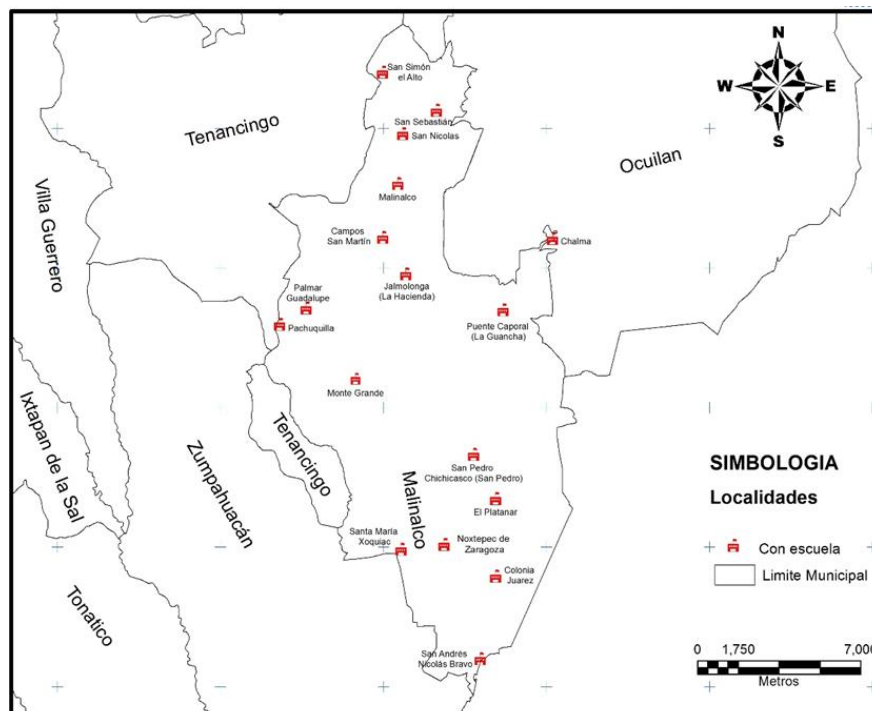 N
W
E
S
San Simón
el Alto
San Sebastián
San Nicolas
Tenancingo
Ocuilan
Villa Guerrero
Malinalco
Campos
San Martín
Chalma
Jalmolonga
(La Hacienda)
Palmar
Guadalupe
Pachuquilla
Puente Caporal
(La Guancha)
Monte Grande
Tenancingo
Ixtapan de la Sal
Zumpahuacán
Malinalco
San Pedro
Chichicasco (San Pedro)
El Platanar
Santa María
Xoquiac
Noxtepec de
Zaragoza
Colonia
Juarez
Tonatico
San Andrés
Nicolás Bravo
SIMBOLOGIA
Localidades
Con escuela
Limite Municipal
0 1,750 7,000
Metros